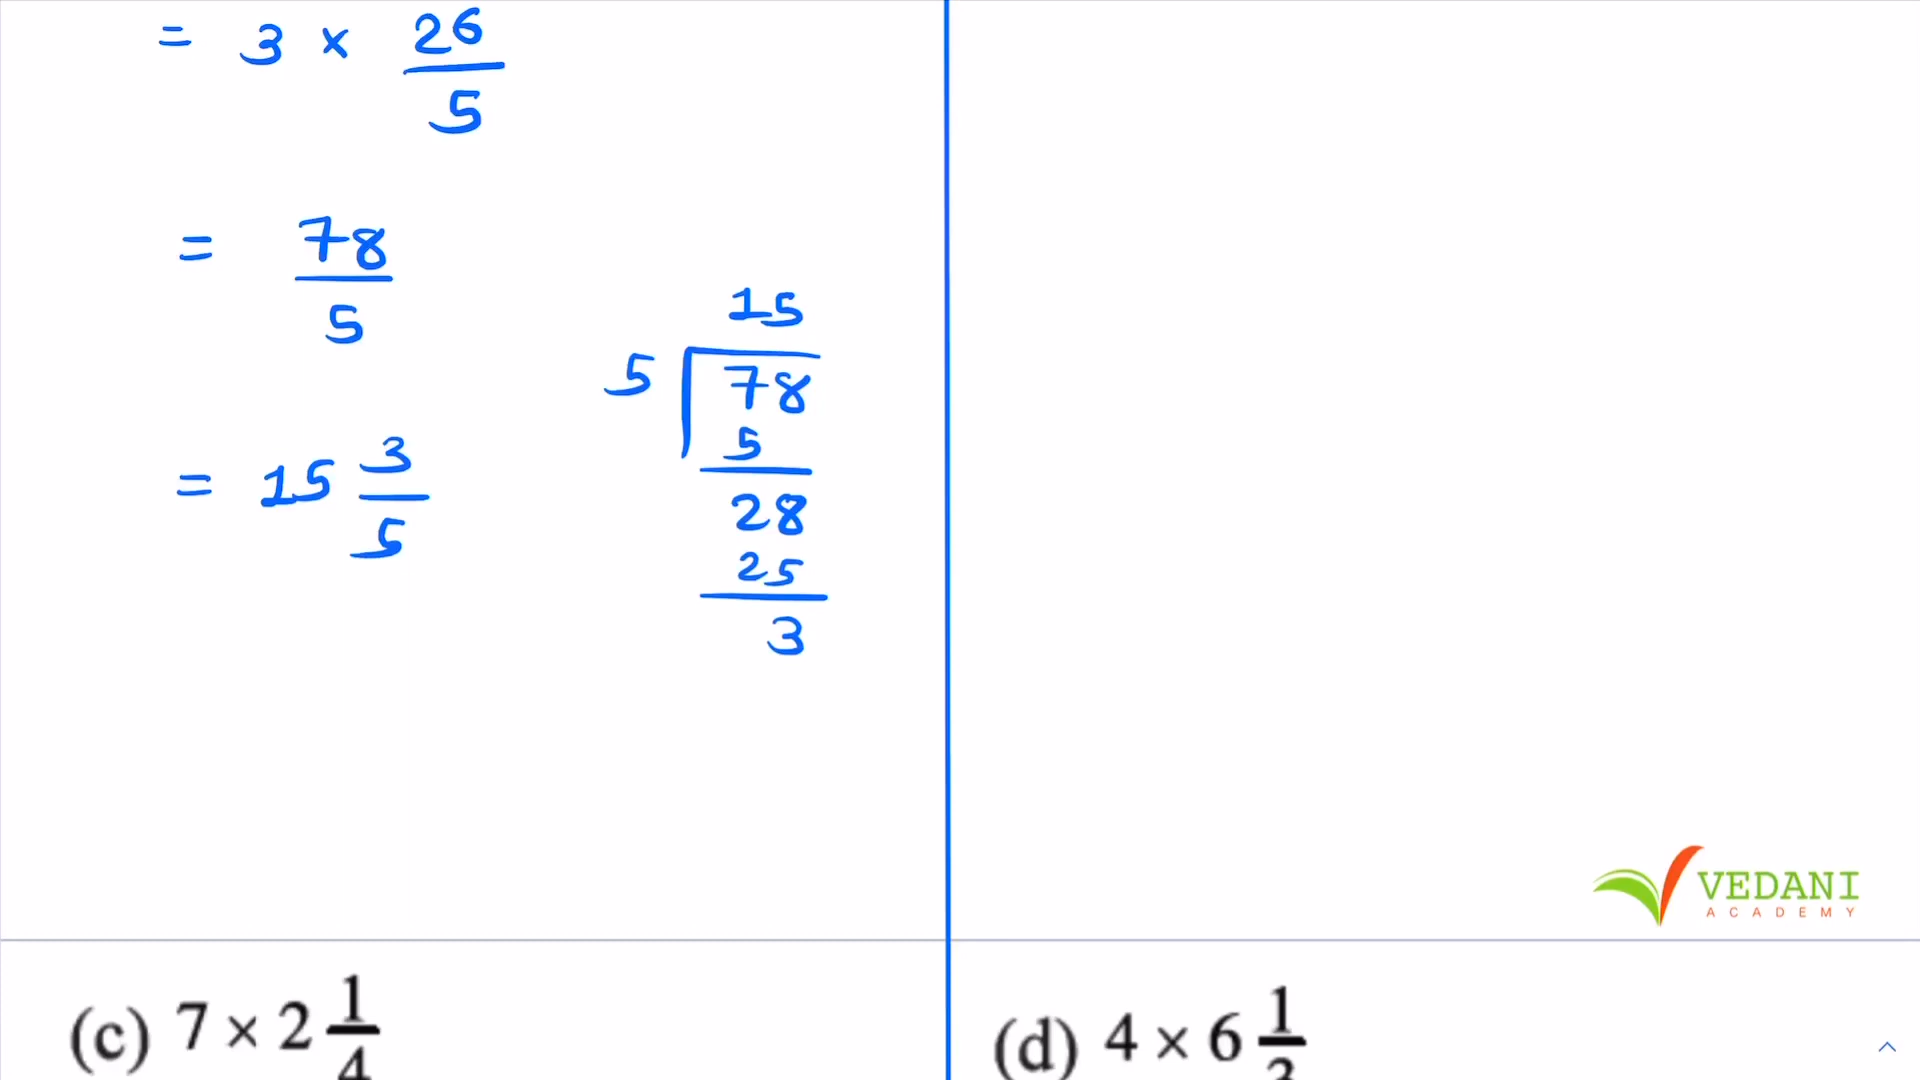 = 3 × 26/5
= 78/5
= 15 3/5
15
5 78
5
28
25
3
VEDANI
ACADEMY
(c) 7 × 2 1/4
(d) 4 × 6 1/3